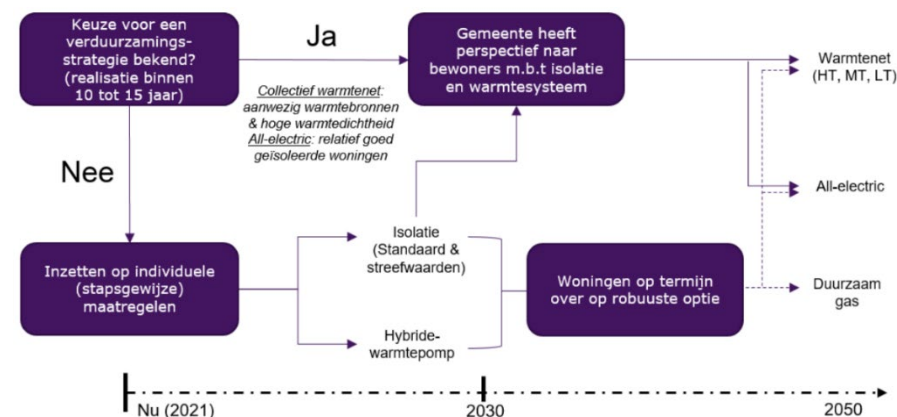 Keuze voor een
verduurzamings-
strategie bekend?
(realisatie binnen
10 tot 15 jaar)
Ja
Collectief warmtenet:
aanwezig warmtebronnen
& hoge warmtedichtheid
All-electric: relatief goed
geïsoleerde woningen
Gemeente heeft
perspectief naar
bewoners m.b.t isolatie
en warmtesysteem
Warmtenet
(HT, MT, LT)
All-electric
Duurzaam
gas
Nee
Inzetten op individuele
(stapsgewijze)
maatregelen
Isolatie
(Standaard &
streefwaarden)
Hybride-
warmtepomp
Woningen op termijn
over op robuuste optie
Nu (2021)
2030
2050